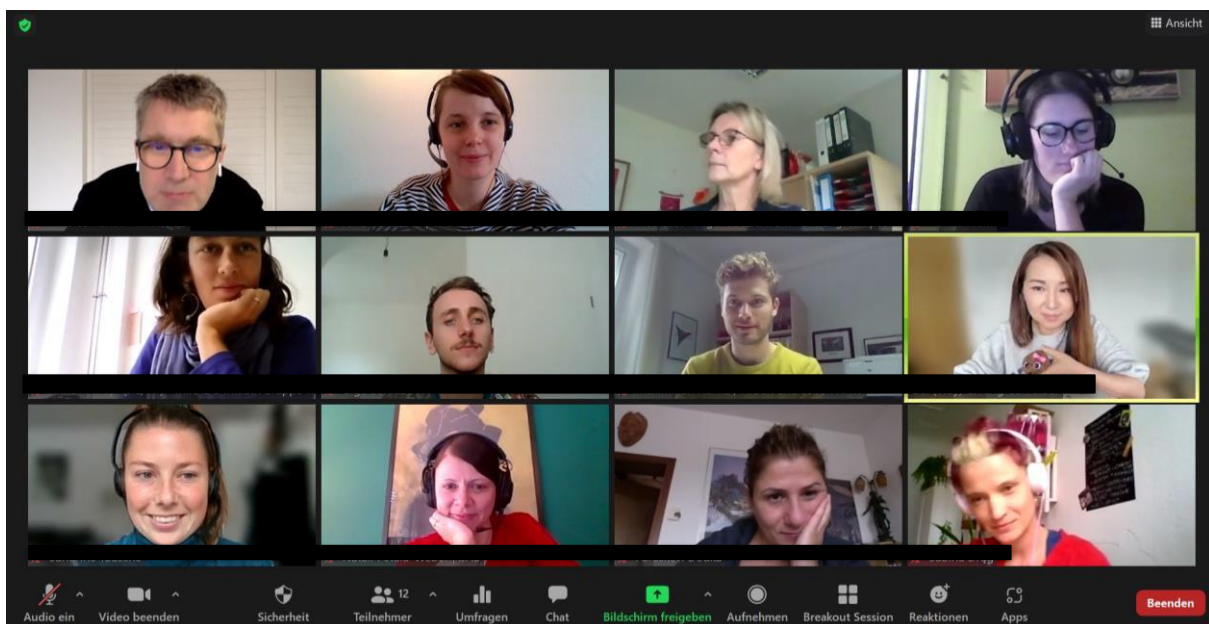 Ansicht
12
Audio ein Video beenden Sicherheit Teilnehmer Umfragen Chat Bildschirm freigeben Aufnehmen Breakout Session Reaktionen Apps Beenden